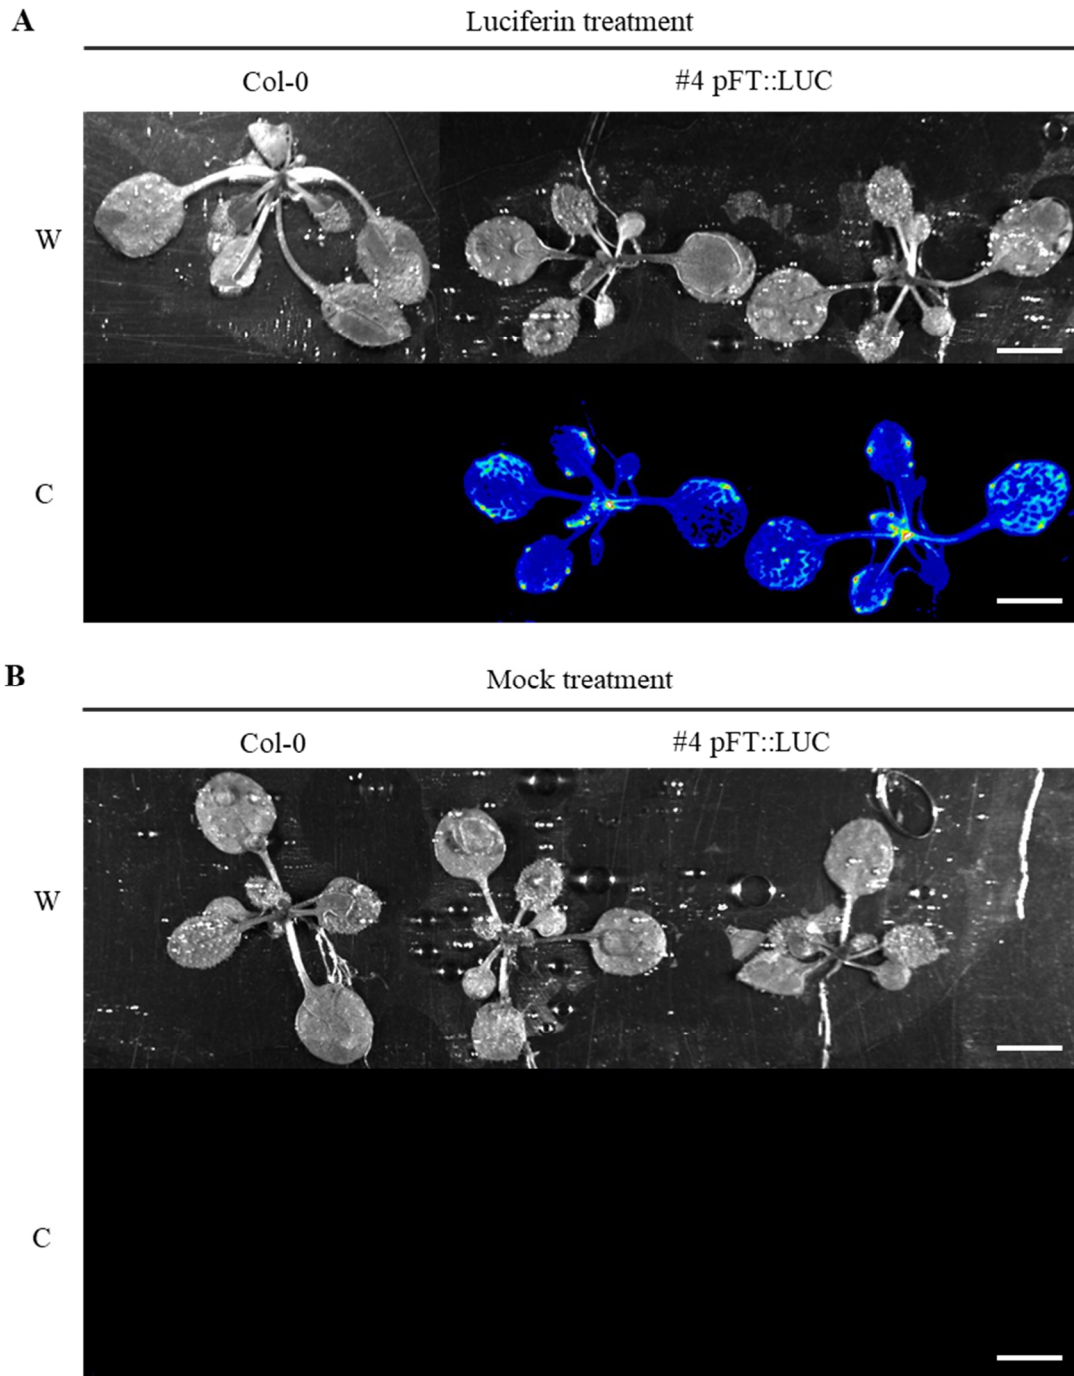 A
Luciferin treatment
Col-0 #4 pFT::LUC
W
C
B
Mock treatment
Col-0 #4 pFT::LUC
W
C